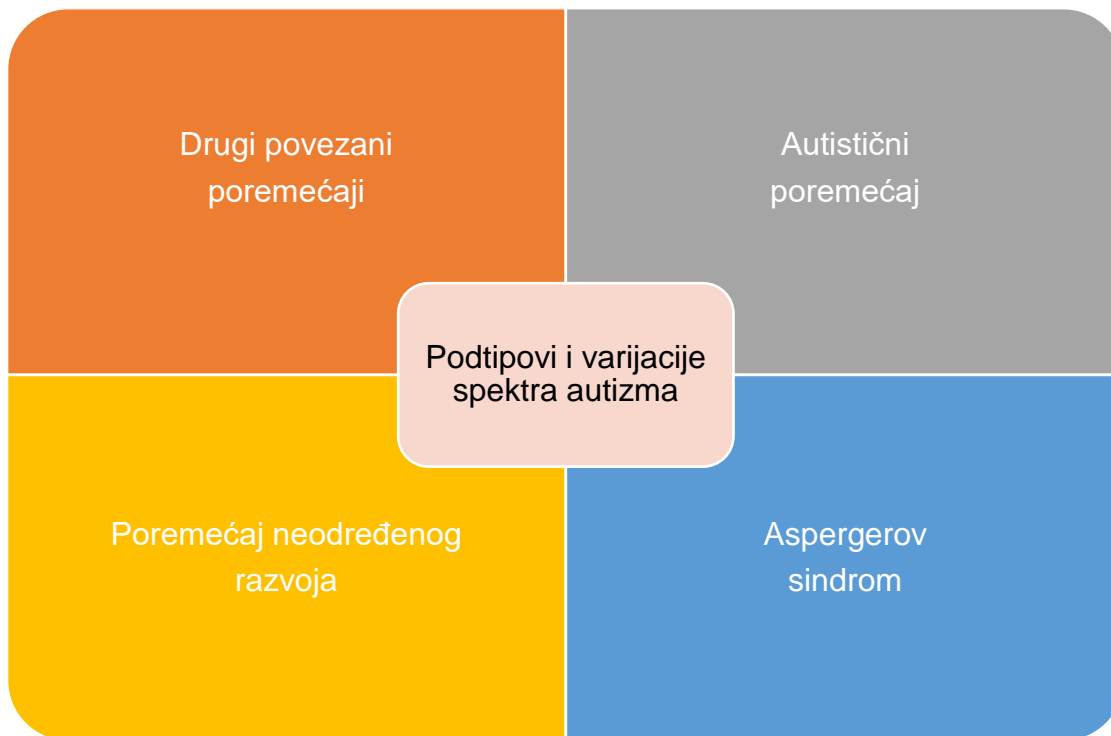 Drugi povezani
poremećaji
Autistični
poremećaj
Podtipovi i varijacije
spektra autizma
Poremećaj neodređenog
razvoja
Aspergerov
sindrom